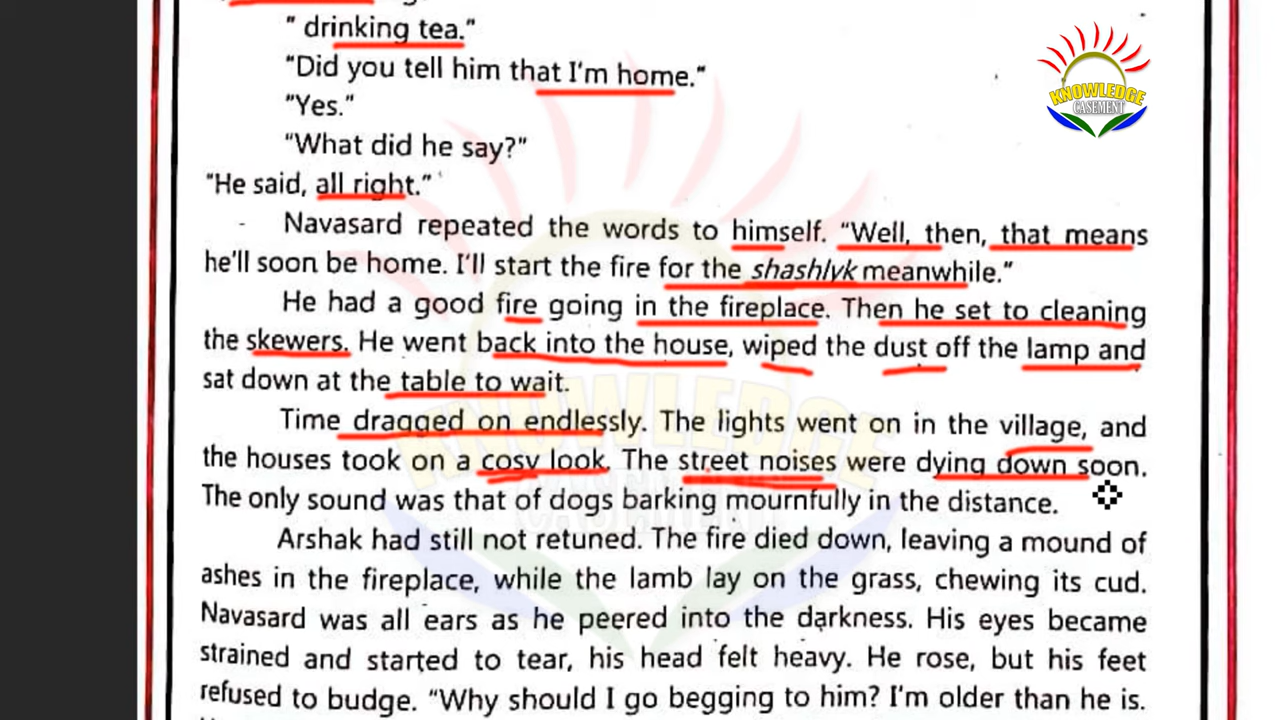 " drinking tea."
"Did you tell him that I'm home."
"Yes."
"What did he say?"
"He said, all right."
Navasard repeated the words to himself. "Well, then, that means
he'll soon be home. I'll start the fire for the shashlyk meanwhile."
He had a good fire going in the fireplace. Then he set to cleaning
the skewers. He went back into the house, wiped the dust off the lamp and
sat down at the table to wait.
Time dragged on endlessly. The lights went on in the village, and
the houses took on a cosy look. The street noises were dying down soon.
The only sound was that of dogs barking mournfully in the distance.
Arshak had still not retuned. The fire died down, leaving a mound of
ashes in the fireplace, while the lamb lay on the grass, chewing its cud.
Navasard was all ears as he peered into the darkness. His eyes became
strained and started to tear, his head felt heavy. He rose, but his feet
refused to budge. "Why should I go begging to him? I'm older than he is.
KNOWLEDGE
CASEMENT
KNOWLEDGE
CASEMENT